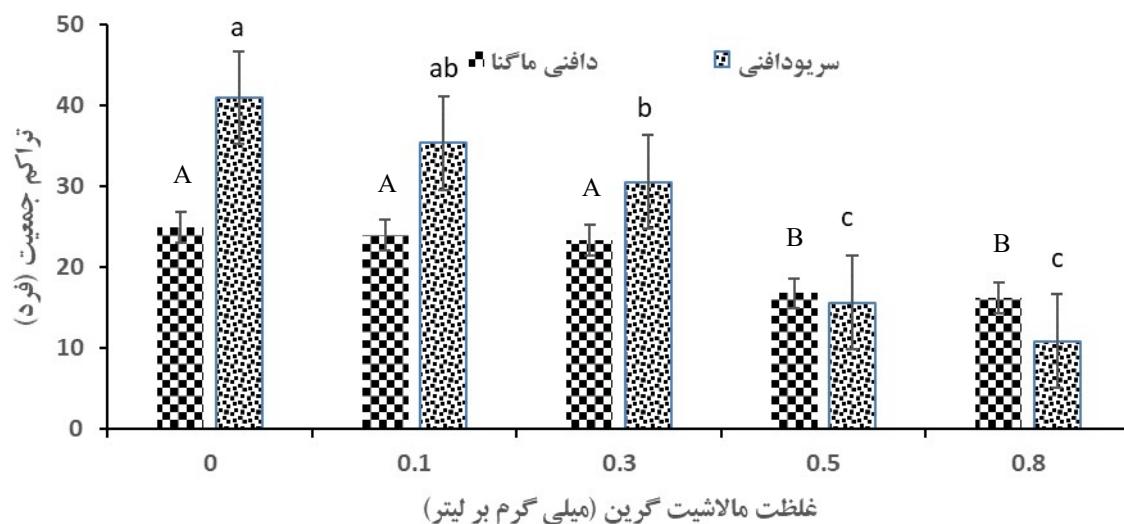 50
40
30
20
10
0
تراکم جمعیت (فرد)
دافنی ماگنا
سریودافنی
A
a
A
ab
A
b
B
c
B
c
0
0.1
0.3
0.5
0.8
غلظت مالاشیت گرین (میلی گرم بر لیتر)